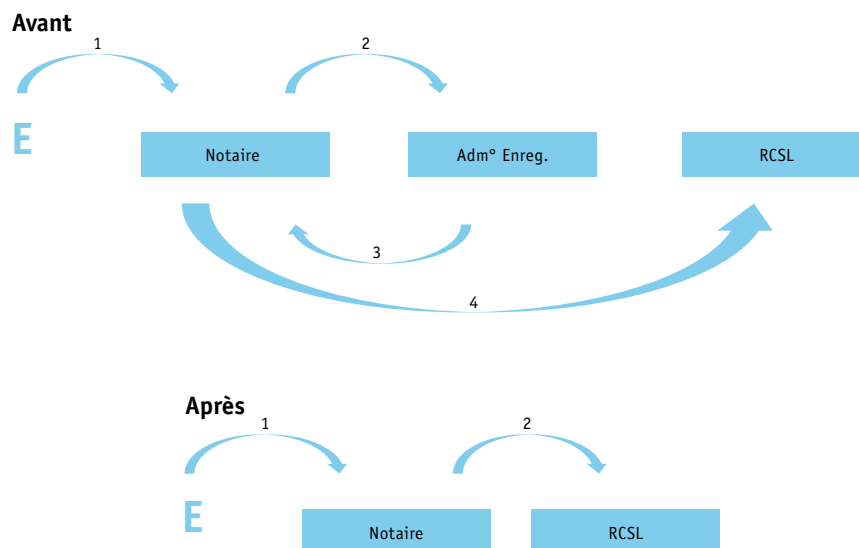 Avant
1
2
E
Notaire
Adm° Enreg.
RCSL
3
4
Après
1
2
E
Notaire
RCSL